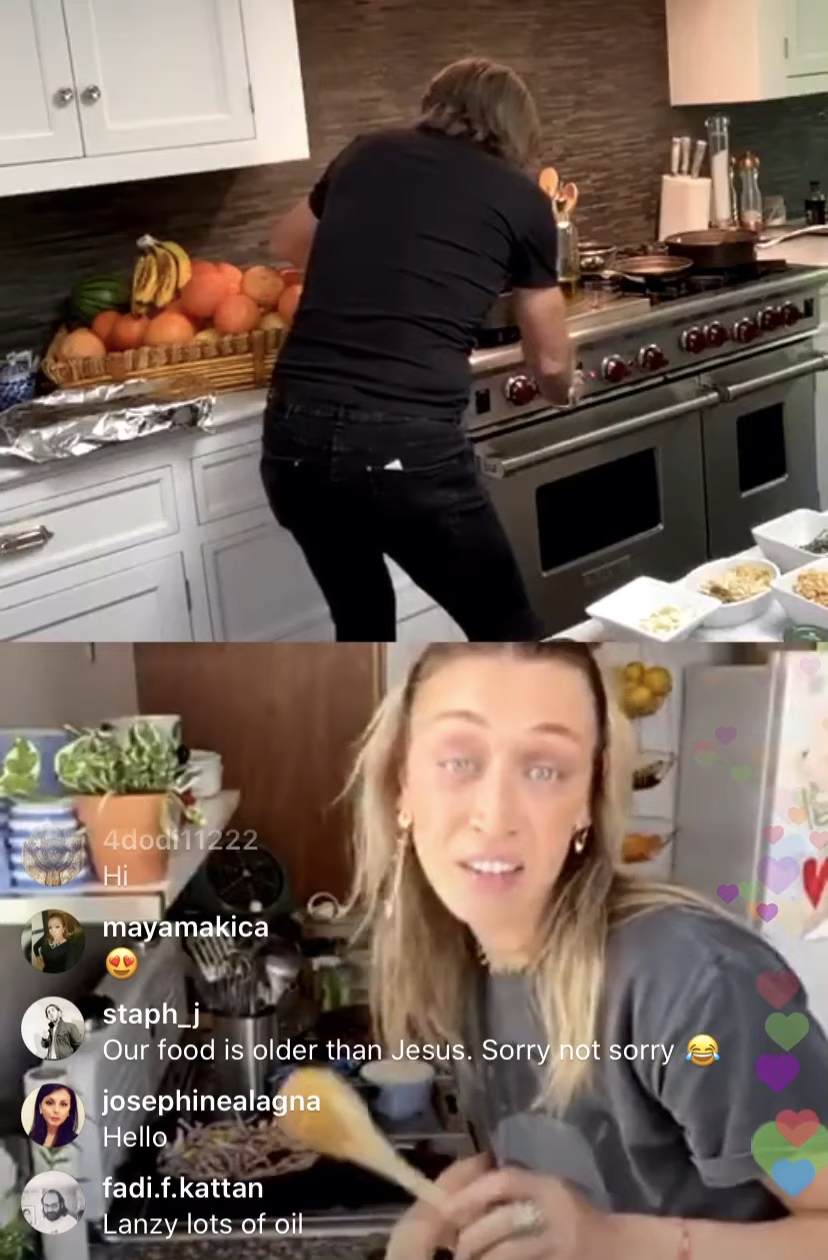 4dodi11222
Hi
mayamakica
😍
staph_j
Our food is older than Jesus. Sorry not sorry 😂
josephinealagna
Hello
fadi.f.kattan
Lanzy lots of oil